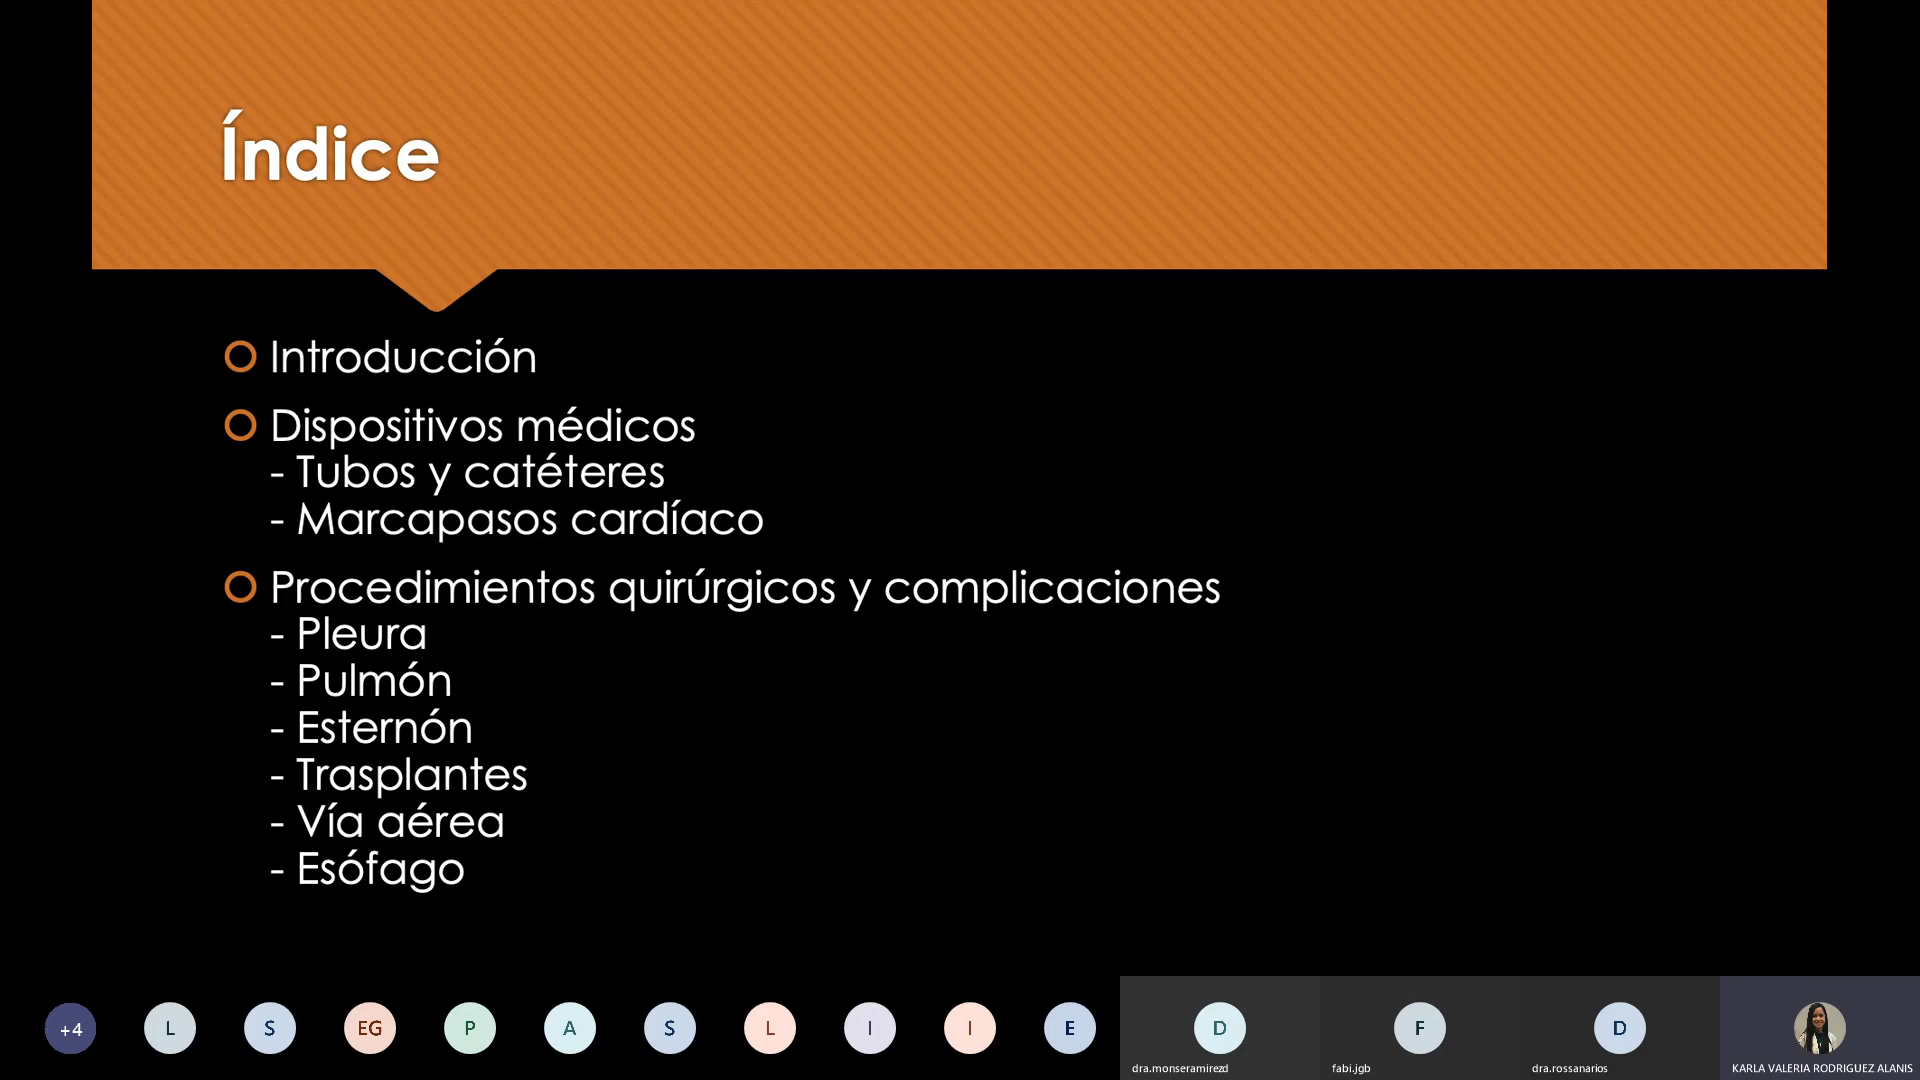 Índice
Introducción
Dispositivos médicos
- Tubos y catéteres
- Marcapasos cardíaco
Procedimientos quirúrgicos y complicaciones
- Pleura
- Pulmón
- Esternón
- Trasplantes
- Vía aérea
- Esófago
+4 L S EG P A S L I I E D F D
dra.monseramirezd fabi.jgb dra.rossanarios KARLA VALERIA RODRIGUEZ ALANIS